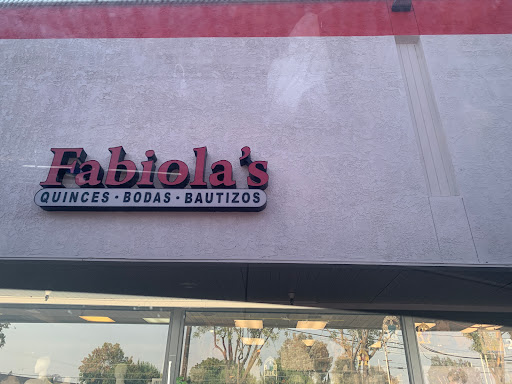 Fabiola's
QUINCES · BODAS · BAUTIZOS